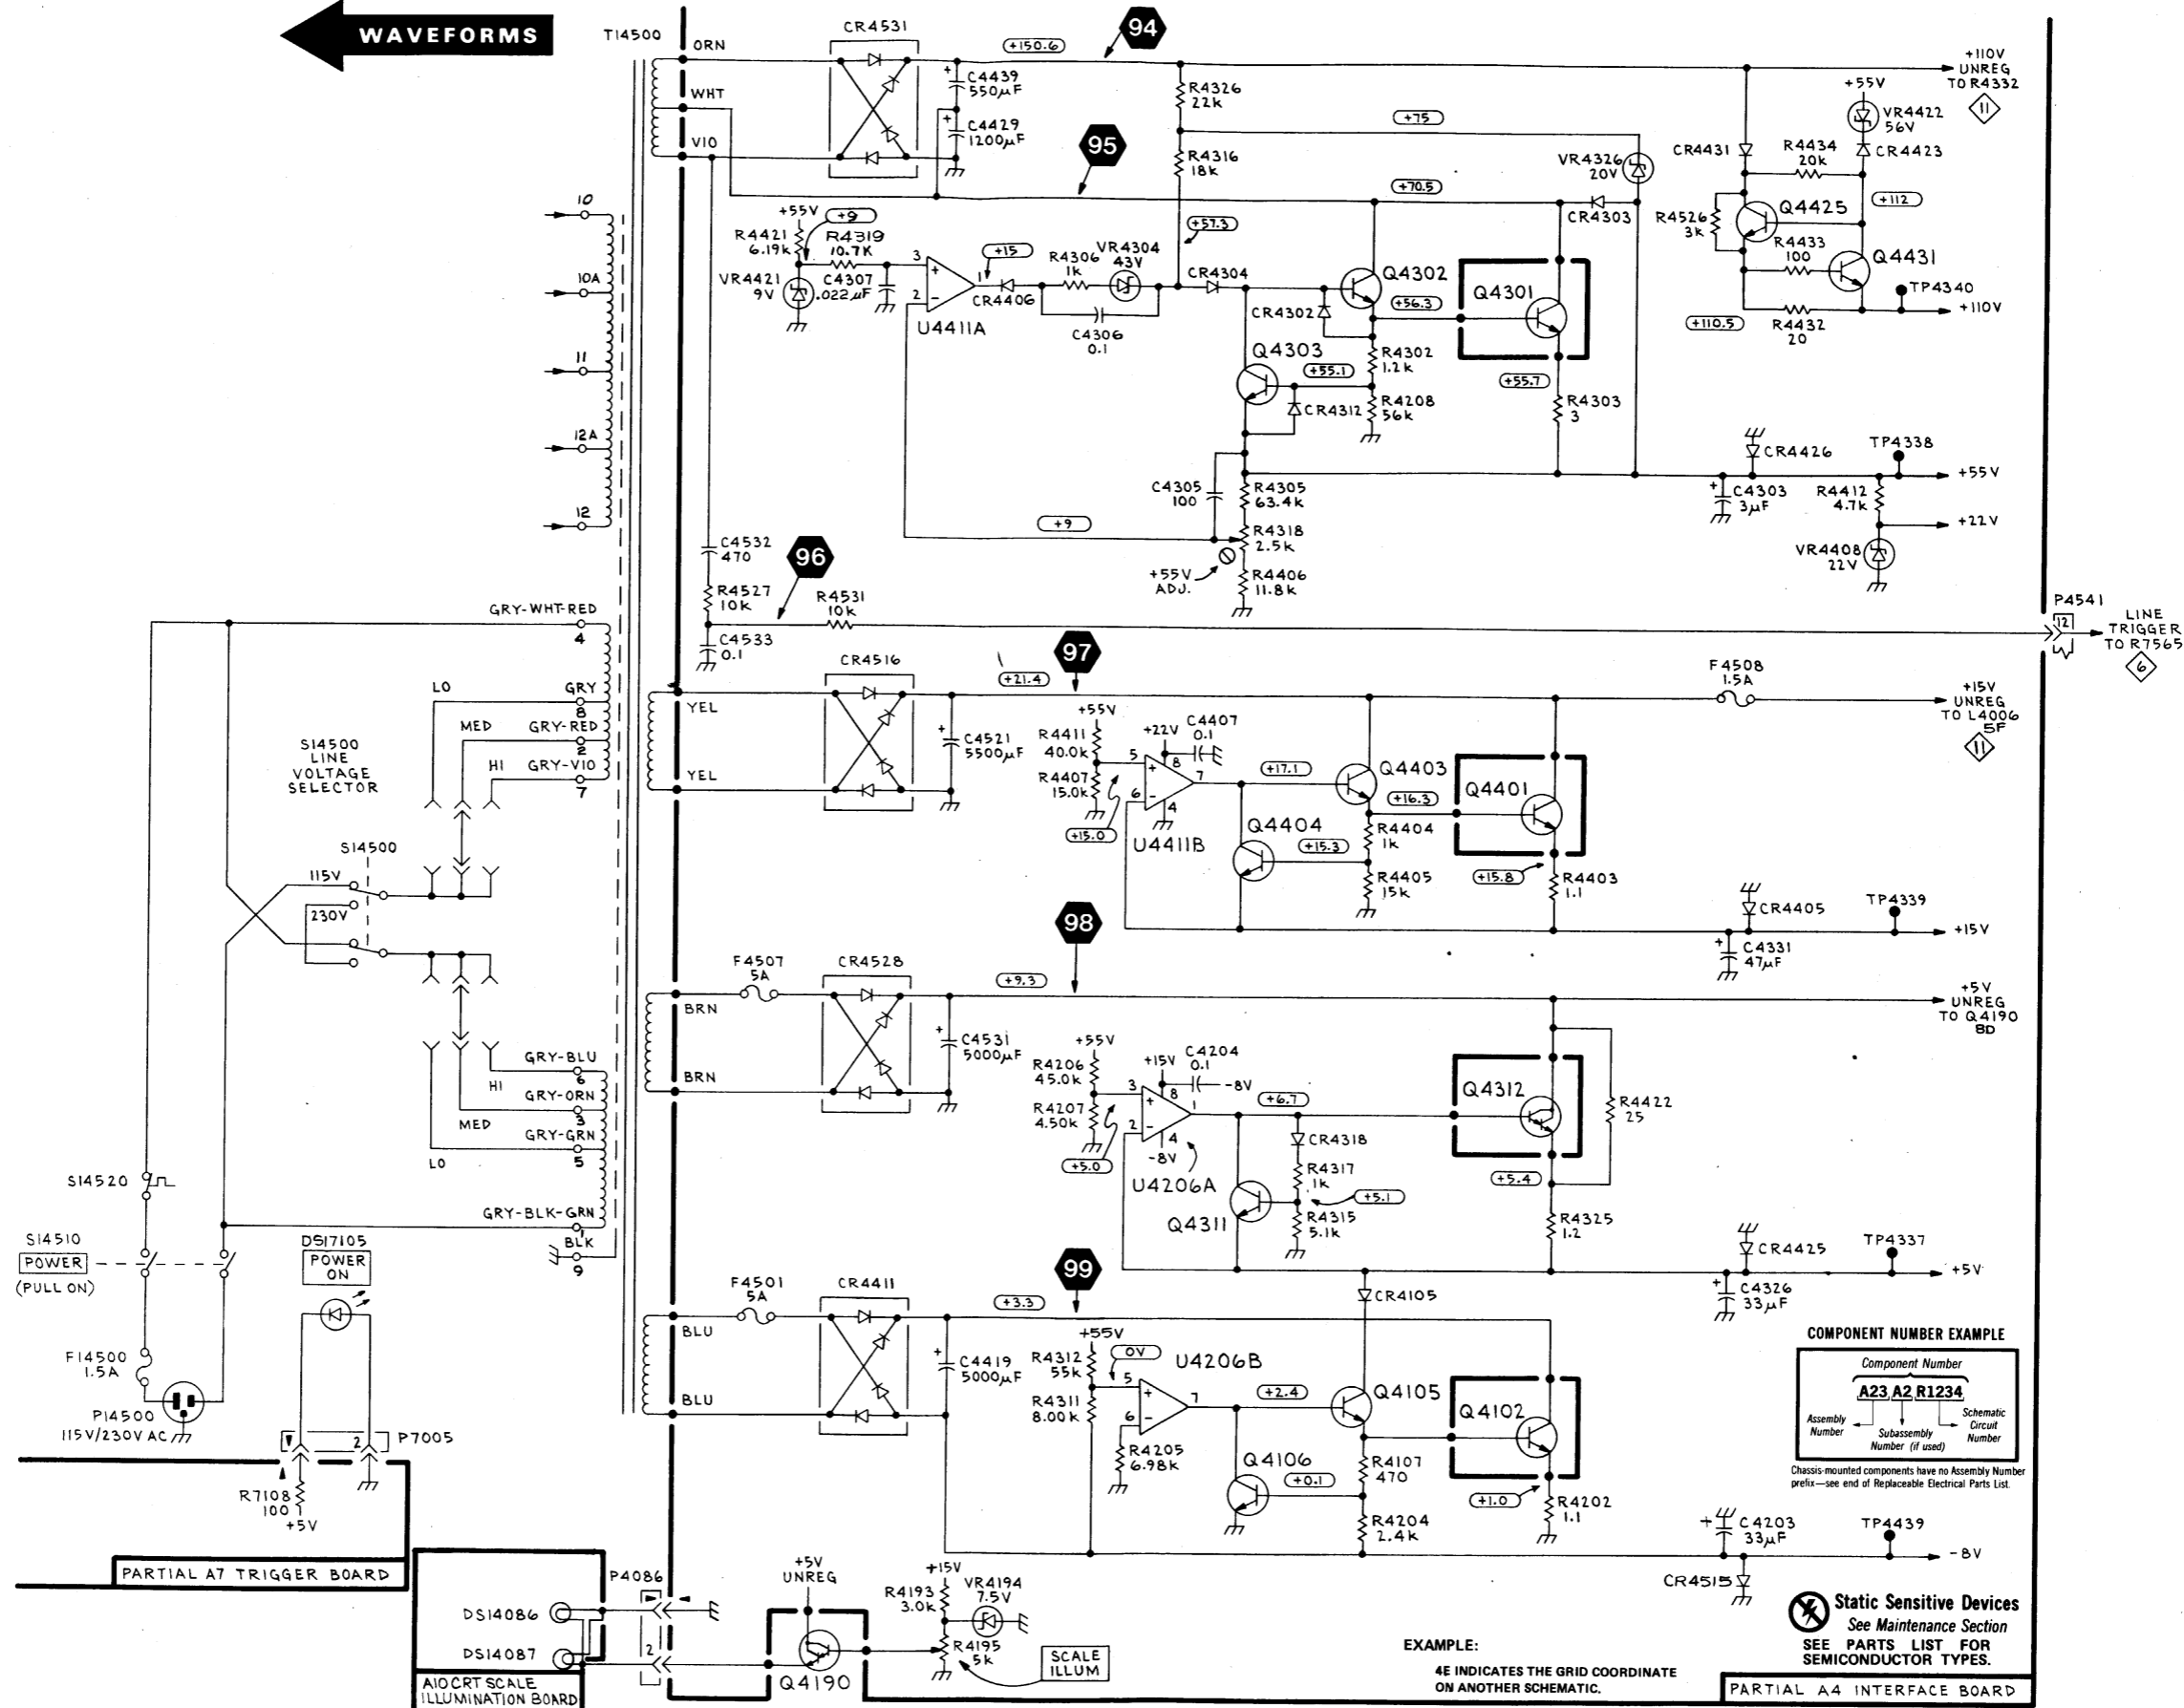 WAVEFORMS
T14500
ORN
WHT
VIO
CR4531
+150.6
94
C4439
550µF
C4429
1200µF
R4326
22K
R4316
18K
+75
95
+70.5
VR4326
20V
CR4303
+110V
UNREG
TO R4332
11
+55V
VR4422
56V
CR4423
CR4431
R4434
20K
+112
R4526
3K
Q4425
R4433
100
Q4431
TP4340
+110V
R4432
20
+110.5
10
10A
11
12A
12
+55V
+9
R4421
6.19K
R4319
10.7K
VR4421
9V
C4307
.022µF
3
2
1
+
−
U4411A
+15
CR4406
R4306
1K
VR4304
43V
C4306
0.1
+57.3
CR4304
Q4302
+56.3
CR4302
Q4301
Q4303
+55.1
R4302
1.2K
CR4312
R4208
56K
+55.7
R4303
3
C4305
100
R4305
63.4K
+9
R4318
2.5K
+55V
ADJ.
R4406
11.8K
CR4426
TP4338
+55V
C4303
3µF
R4412
4.7K
+22V
VR4408
22V
C4532
470
96
R4527
10K
R4531
10K
C4533
0.1
P4541
12
LINE
TRIGGER
TO R7565
6
GRY-WHT-RED
4
LO
GRY
8
MED
GRY-RED
2
HI
GRY-VIO
7
S14500
LINE
VOLTAGE
SELECTOR
S14500
115V
230V
CR4516
YEL
YEL
+21.4
97
C4521
5500µF
F4508
1.5A
+15V
UNREG
TO L4006
5F
11
+55V
R4411
40.0K
R4407
15.0K
+22V
C4407
0.1
5
6
8
4
7
+
−
+15.0
U4411B
+17.1
Q4403
+16.3
Q4401
Q4404
+15.3
R4404
1K
R4405
15K
+15.8
R4403
1.1
CR4405
TP4339
+15V
C4331
47µF
F4507
5A
CR4528
BRN
BRN
+9.3
98
C4531
5000µF
+5V
UNREG
TO Q4190
8D
+55V
R4206
45.0K
R4207
4.50K
+15V
C4204
0.1
-8V
3
2
8
4
1
+
−
-8V
+5.0
U4206A
+6.7
CR4318
R4317
1K
+5.1
Q4311
R4315
5.1K
Q4312
R4422
25
+5.4
R4325
1.2
CR4425
TP4337
+5V
C4326
33µF
GRY-BLU
6
HI
GRY-ORN
3
MED
GRY-GRN
5
LO
GRY-BLK-GRN
1
BLK
9
S14520
S14510
POWER
(PULL ON)
DS17105
POWER
ON
F14500
1.5A
P14500
115V/230V AC
P7005
2
R7108
100
+5V
PARTIAL A7 TRIGGER BOARD
F4501
5A
CR4411
BLU
BLU
+3.3
99
C4419
5000µF
+55V
R4312
55K
R4311
8.00K
0V
5
6
7
+
−
U4206B
R4205
6.98K
+2.4
CR4105
Q4105
Q4102
Q4106
+0.1
R4107
470
R4204
2.4K
+1.0
R4202
1.1
C4203
33µF
TP4439
-8V
CR4515
COMPONENT NUMBER EXAMPLE
Component Number
A23 A2 R1234
Assembly
Number
Subassembly
Number (if used)
Schematic
Circuit
Number
Chassis-mounted components have no Assembly Number
prefix—see end of Replaceable Electrical Parts List.
P4086
2
DS14086
DS14087
A10 CRT SCALE
ILLUMINATION BOARD
+5V
UNREG
Q4190
+15V
R4193
3.0K
VR4194
7.5V
R4195
5K
SCALE
ILLUM
EXAMPLE:
4E INDICATES THE GRID COORDINATE
ON ANOTHER SCHEMATIC.
Static Sensitive Devices
See Maintenance Section
SEE PARTS LIST FOR
SEMICONDUCTOR TYPES.
PARTIAL A4 INTERFACE BOARD